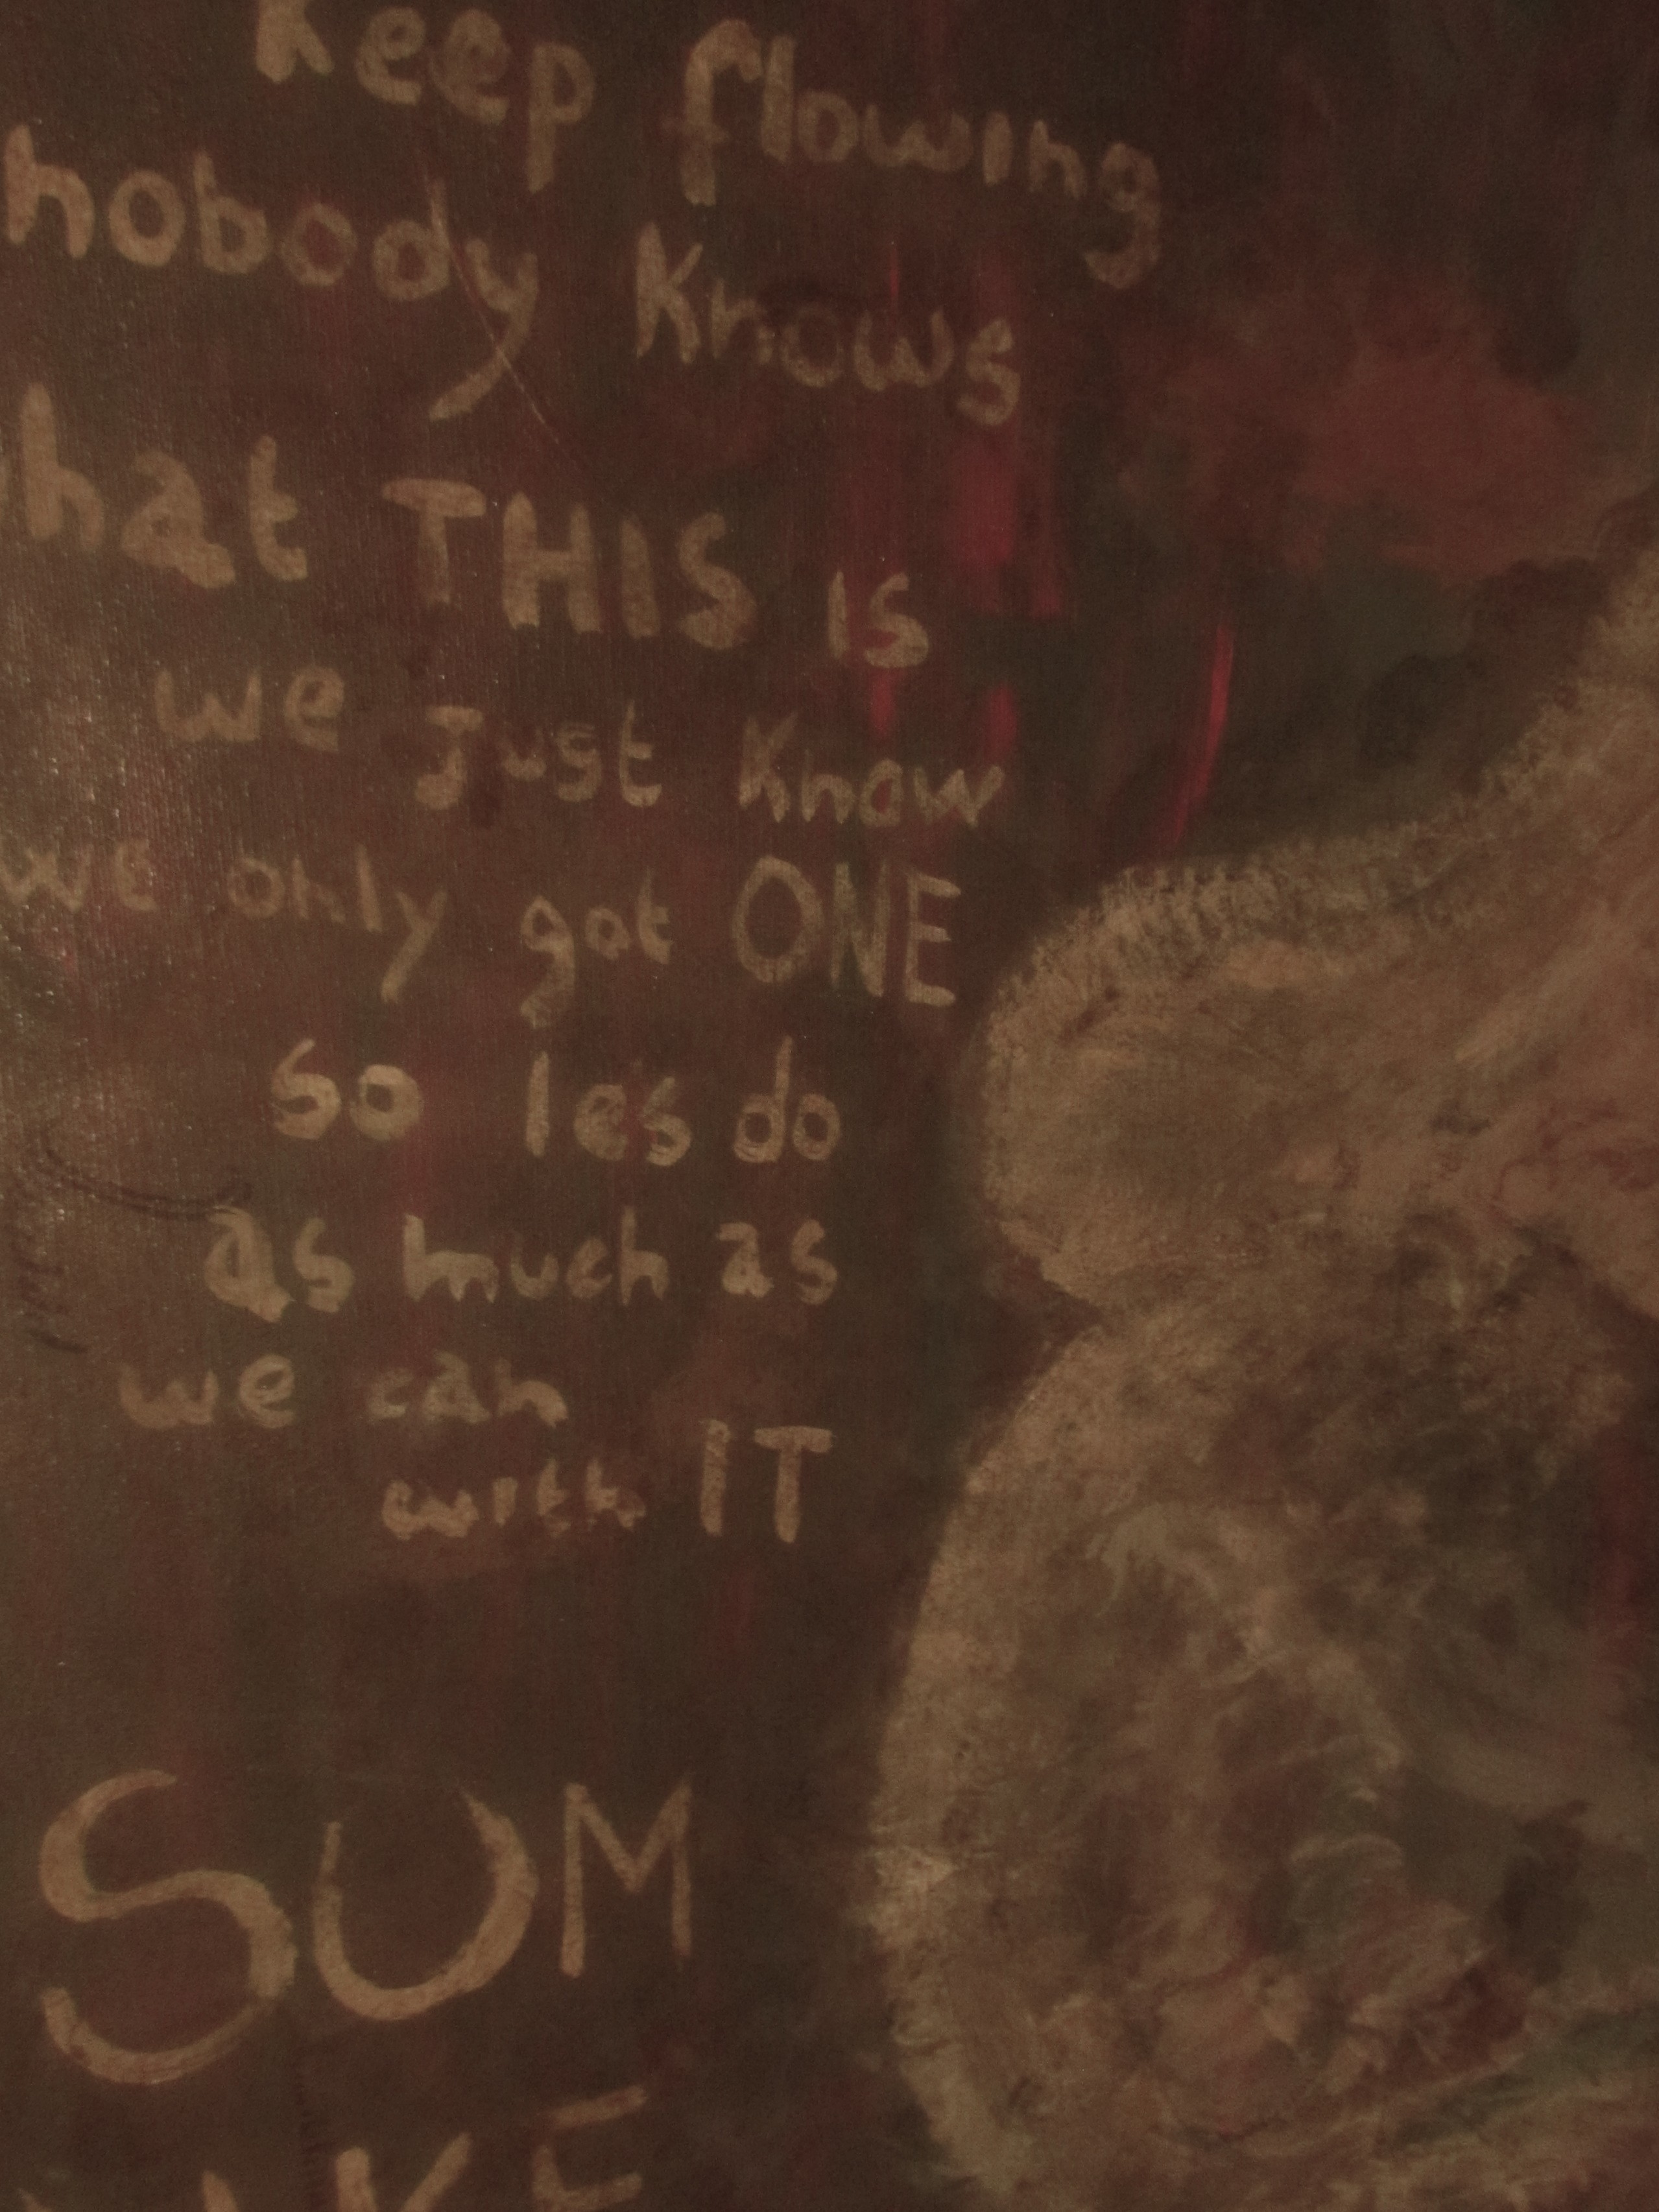 Keep flowing
nobody Knows
hat THIS IS
we Just Know
we only got ONE
so les do
as much as
we can
with IT
SUM